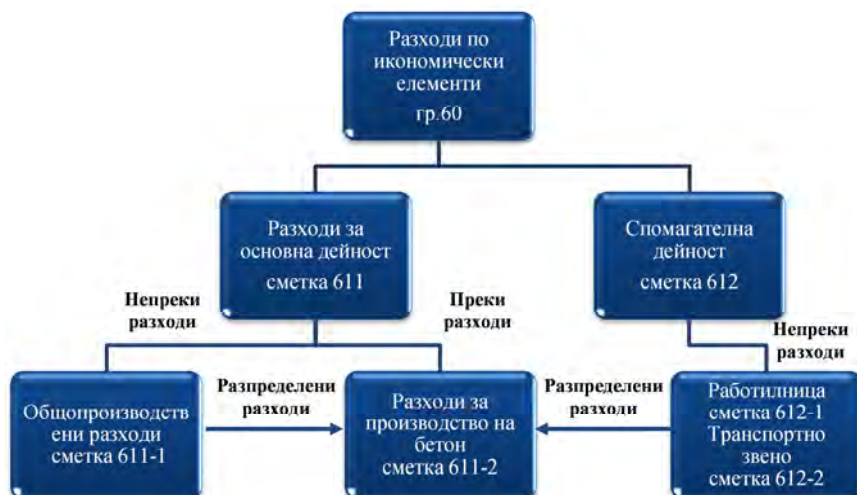 Разходи по
икономически
елементи
гр.60
Разходи за
основна дейност
сметка 611
Спомагателна
дейност
сметка 612
Непреки
разходи
Преки
разходи
Непреки
разходи
Общопроизводств
ени разходи
сметка 611-1
Разпределени
разходи
Разходи за
производство на
бетон
сметка 611-2
Разпределени
разходи
Работилница
сметка 612-1
Транспортно
звено
сметка 612-2